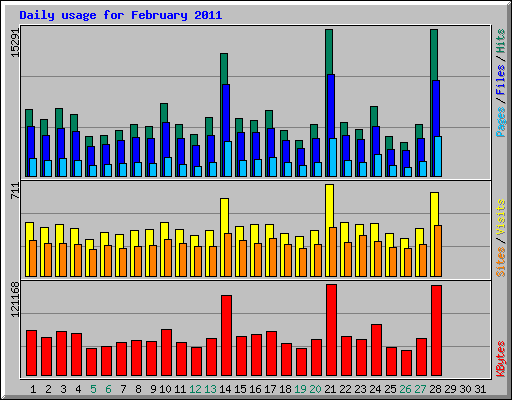 Daily usage for February 2011
15291
Pages / Files / Hits
711
Sites / Visits
121168
KBytes
1 2 3 4 5 6 7 8 9 10 11 12 13 14 15 16 17 18 19 20 21 22 23 24 25 26 27 28 29 30 31